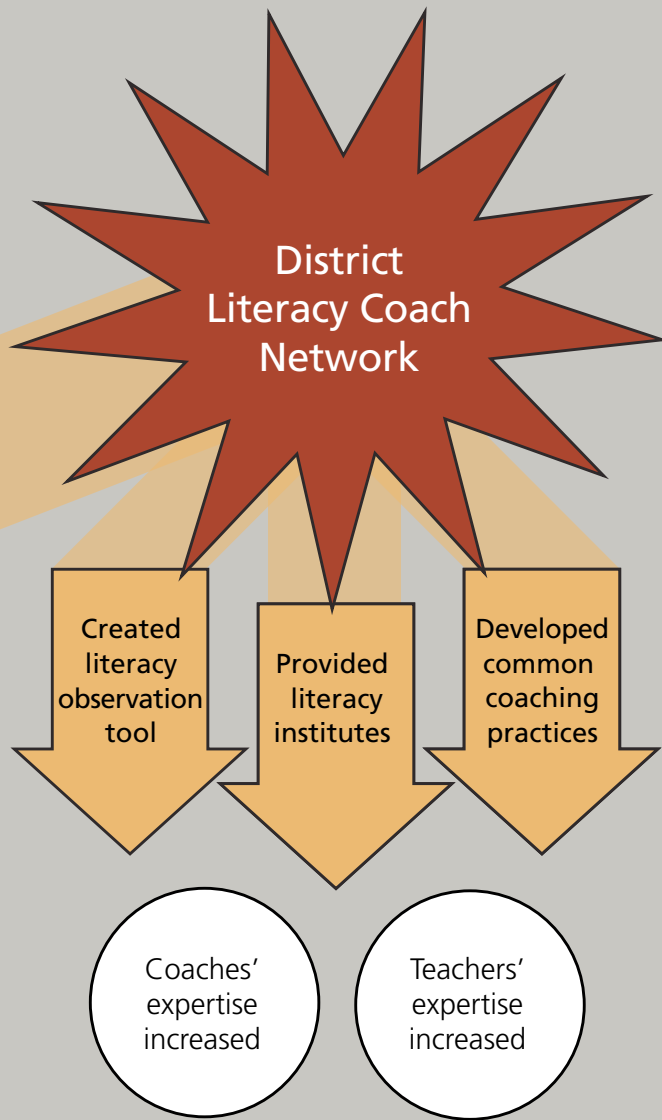 District
Literacy Coach
Network
Created
literacy
observation
tool
Provided
literacy
institutes
Developed
common
coaching
practices
Coaches’
expertise
increased
Teachers’
expertise
increased